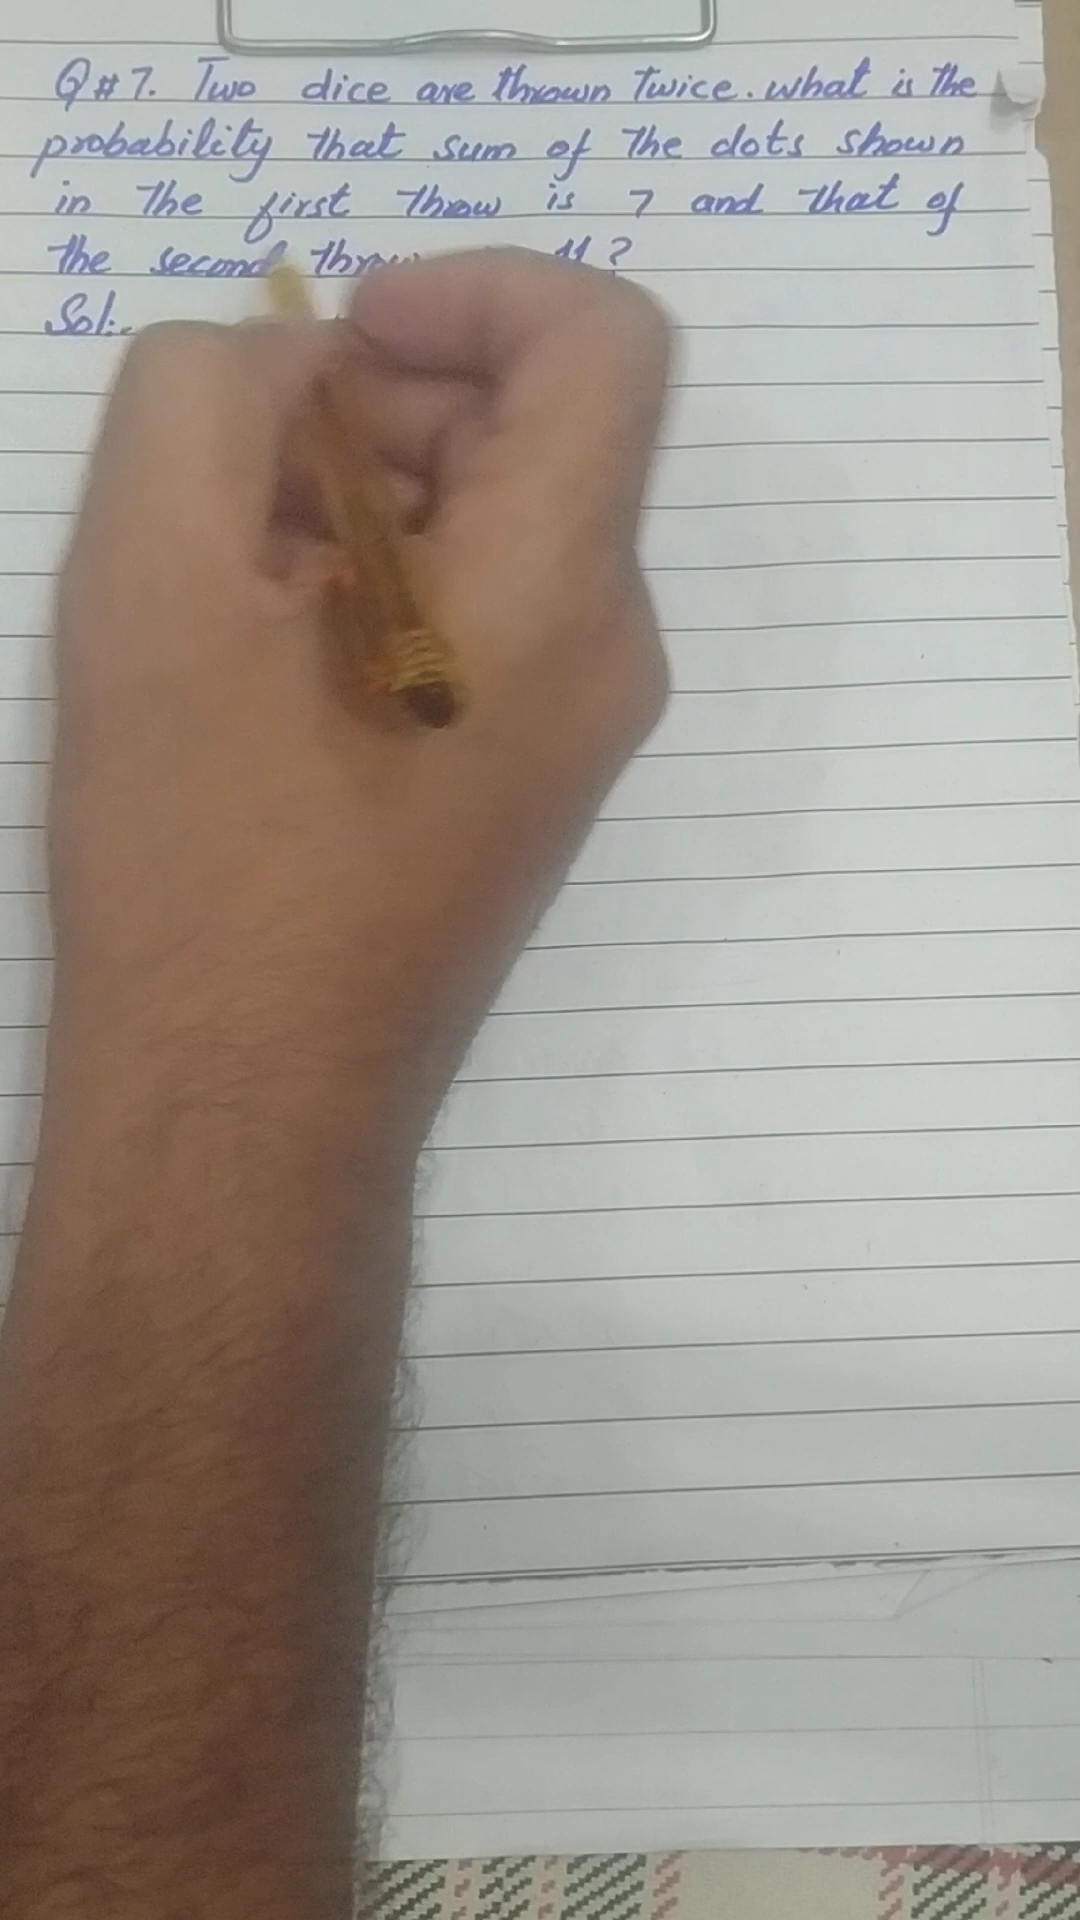 Q#7. Two dice are thrown Twice. what is the
probability that sum of the dots shown
in the first throw is 7 and that of
the second 11?
Sol:-